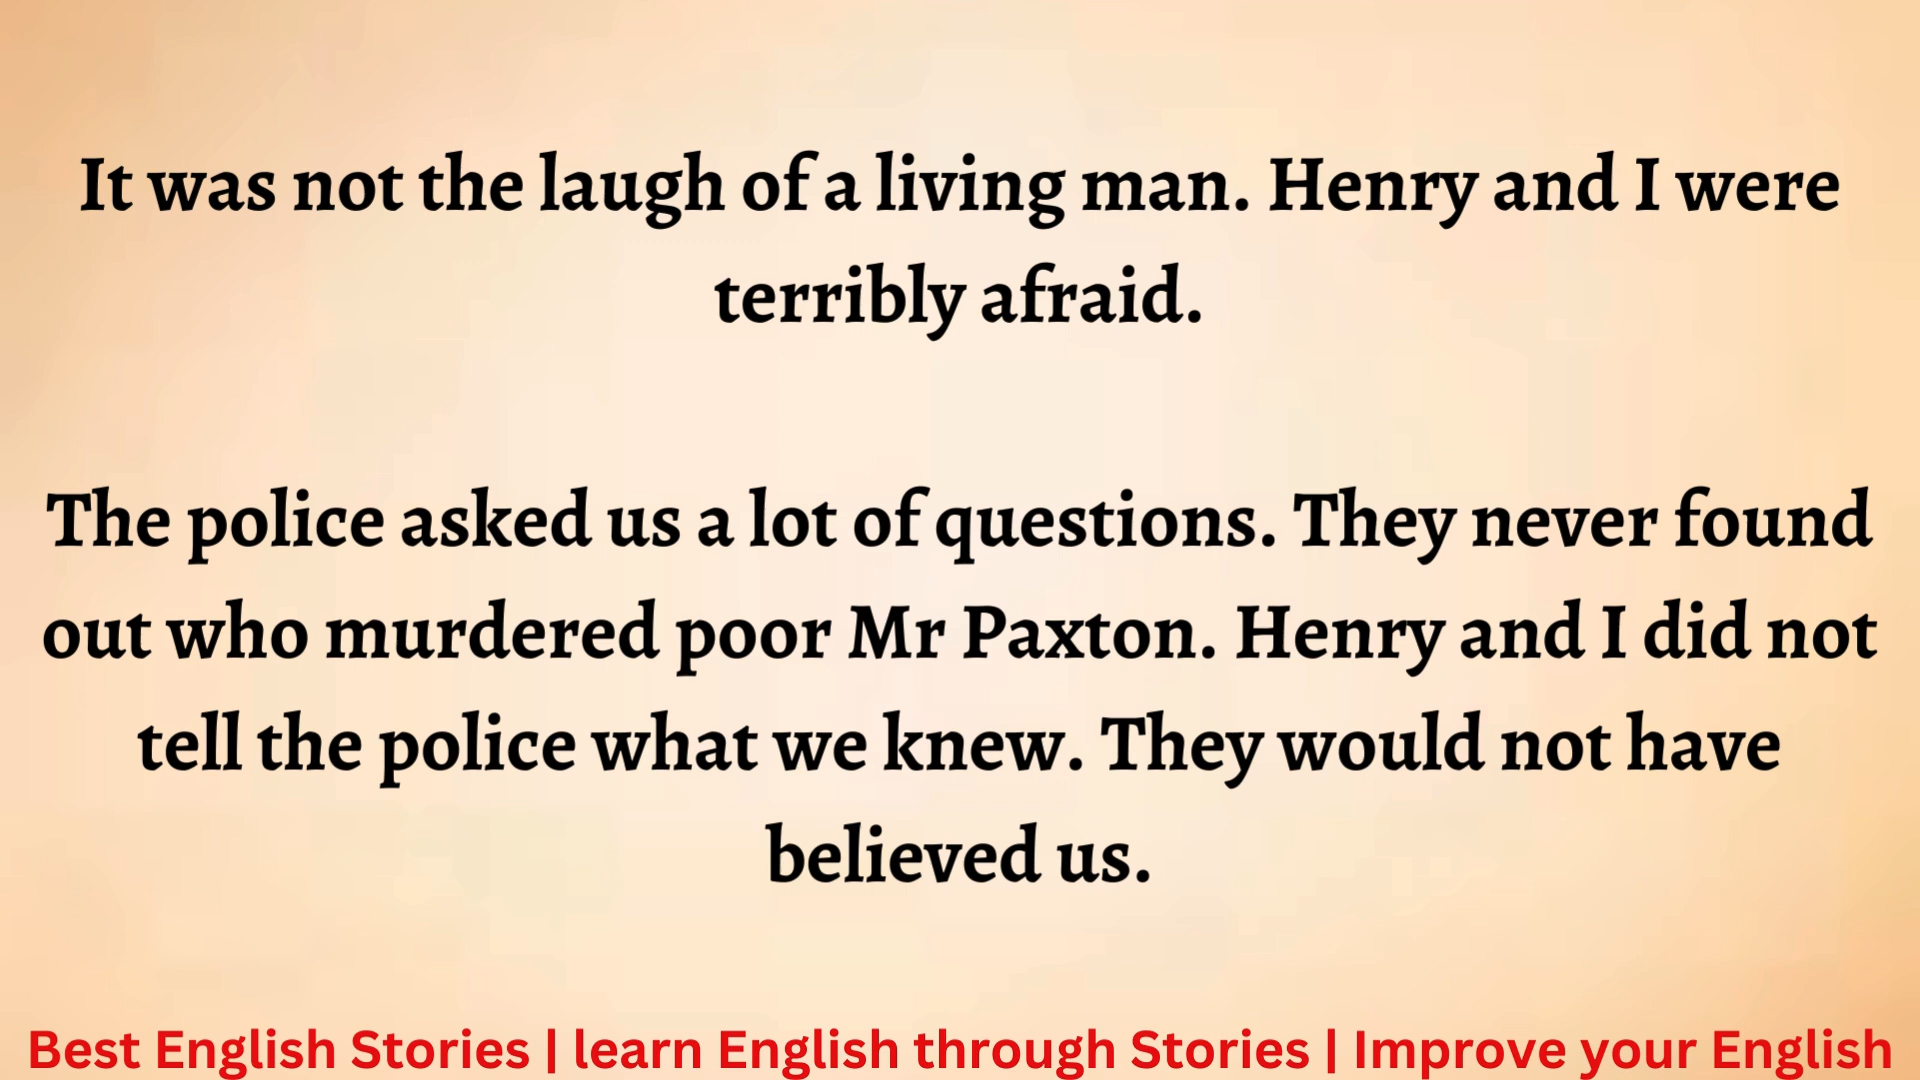 It was not the laugh of a living man. Henry and I were
terribly afraid.
The police asked us a lot of questions. They never found
out who murdered poor Mr Paxton. Henry and I did not
tell the police what we knew. They would not have
believed us.
Best English Stories | learn English through Stories | Improve your English